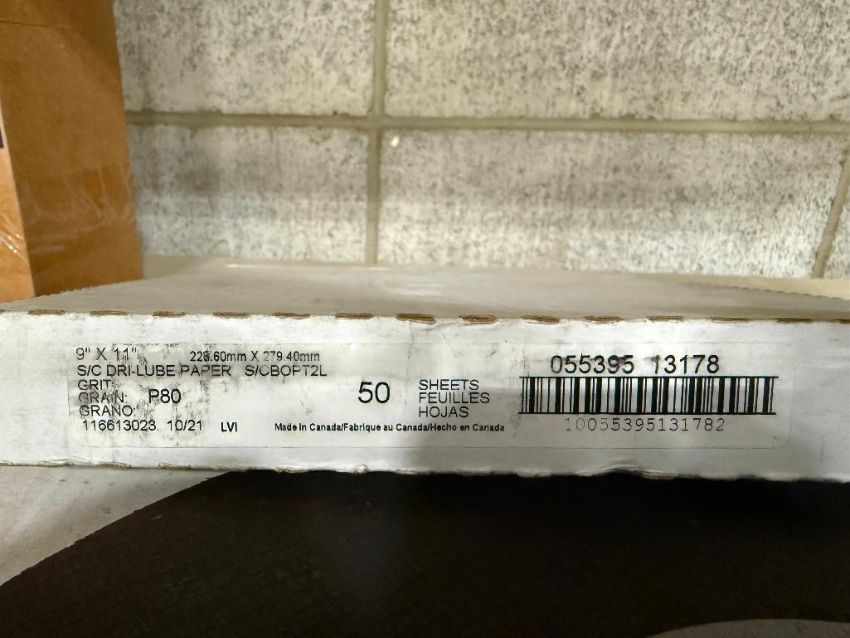 9" X 11" 228.60mm X 279.40mm
S/C DRI-LUBE PAPER S/CBOPT2L
GRIT:
GRAIN: P80
GRANO:
50 SHEETS
FEUILLES
HOJAS
116613023 10/21 LVI Made In Canada/Fabrique au Canada/Hecho en Canada
055395 13178
10055395131782